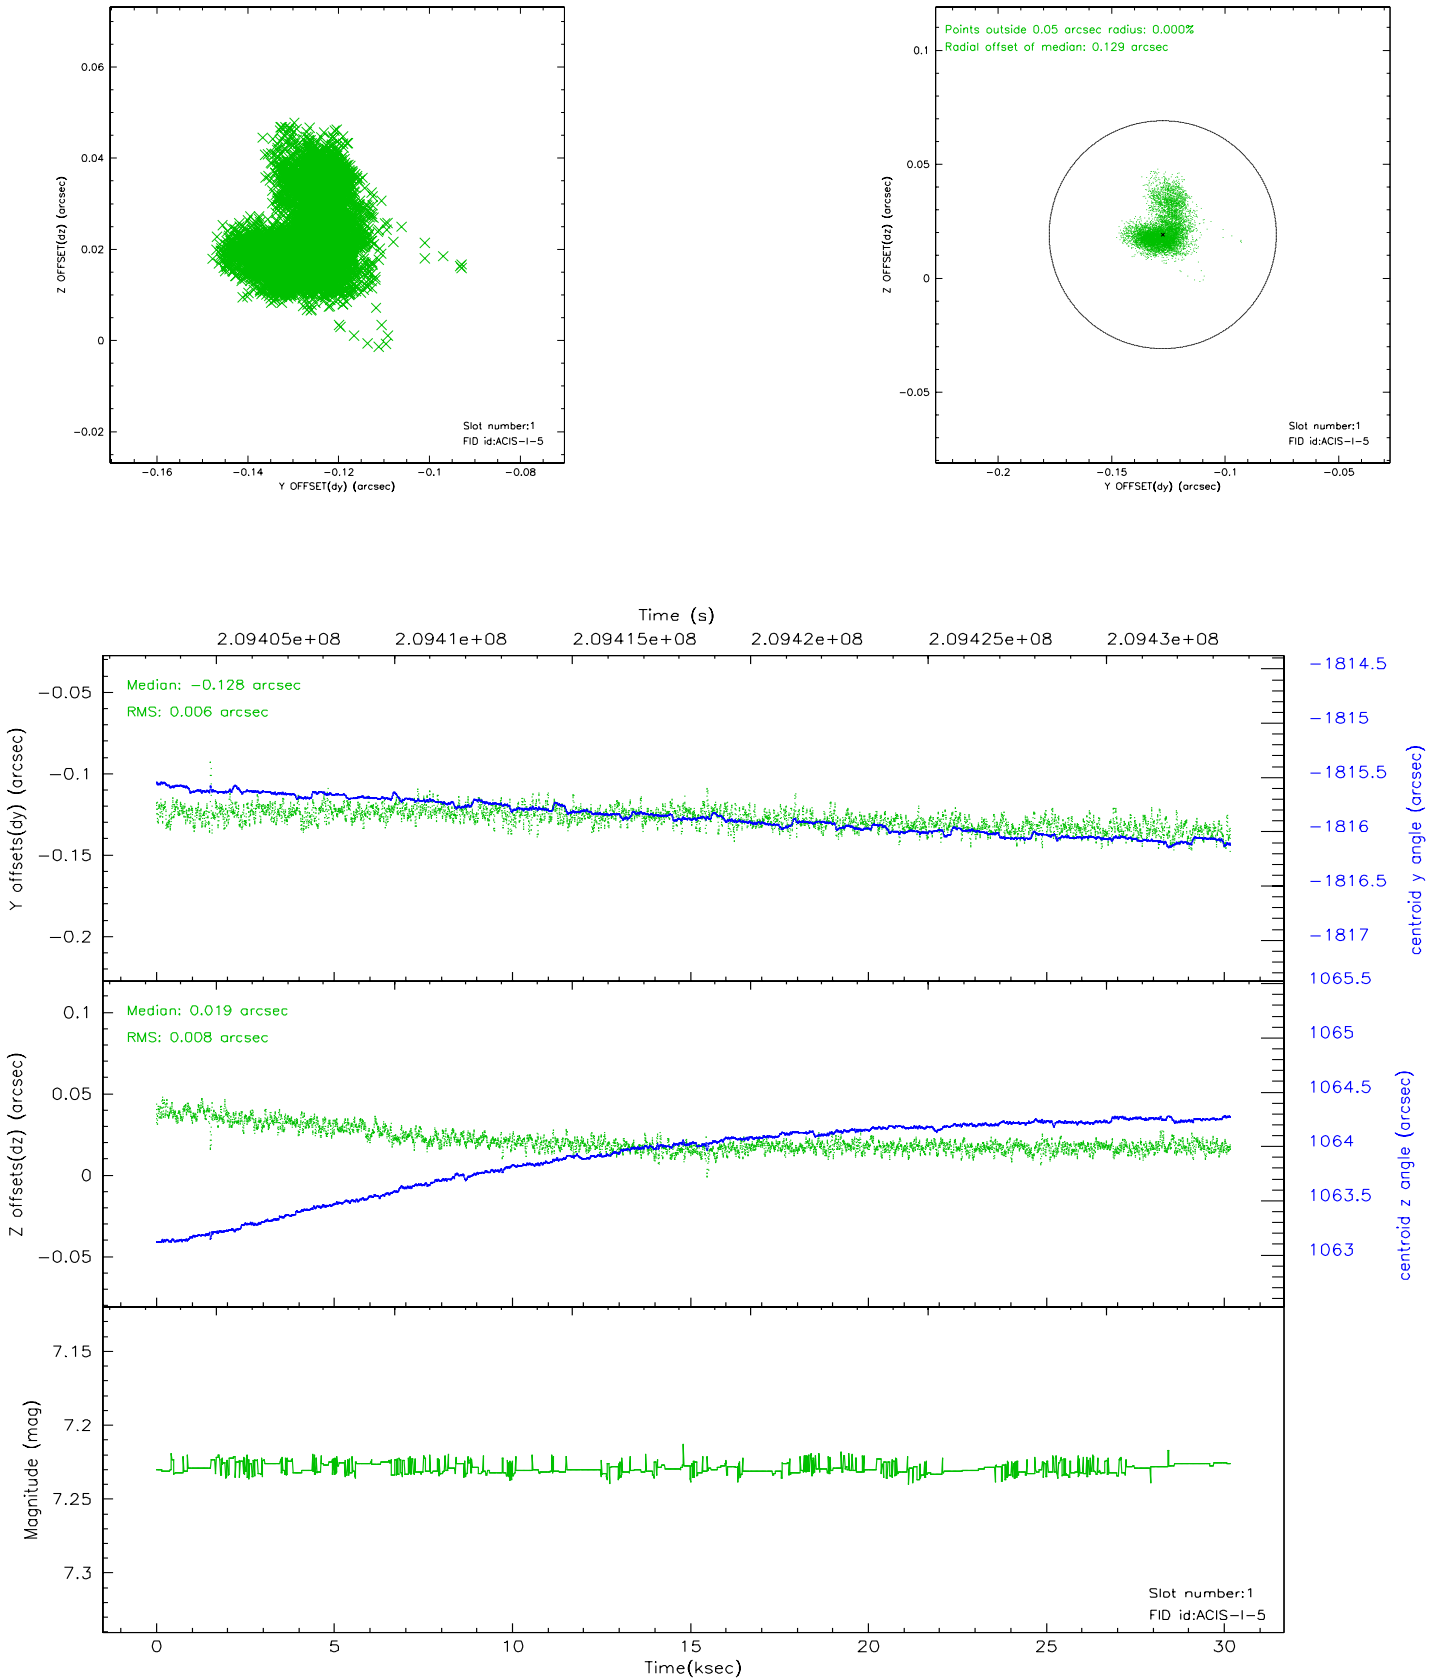 0.06
0.04
0.02
0
−0.02
Z OFFSET(dz) (arcsec)
Slot number:1
FID id:ACIS−I−5
−0.16 −0.14 −0.12 −0.1 −0.08
Y OFFSET(dy) (arcsec)
Points outside 0.05 arcsec radius: 0.000%
Radial offset of median: 0.129 arcsec
0.1
0.05
0
−0.05
Z OFFSET(dz) (arcsec)
Slot number:1
FID id:ACIS−I−5
−0.2 −0.15 −0.1 −0.05
Y OFFSET(dy) (arcsec)
Time (s)
2.09405e+08 2.0941e+08 2.09415e+08 2.0942e+08 2.09425e+08 2.0943e+08
Median: −0.128 arcsec
RMS: 0.006 arcsec
−0.05
−0.1
−0.15
−0.2
Y offsets(dy) (arcsec)
−1814.5
−1815
−1815.5
−1816
−1816.5
−1817
centroid y angle (arcsec)
Median: 0.019 arcsec
RMS: 0.008 arcsec
0.1
0.05
0
−0.05
Z offsets(dz) (arcsec)
1065.5
1065
1064.5
1064
1063.5
1063
centroid z angle (arcsec)
7.15
7.2
7.25
7.3
Magnitude (mag)
Slot number:1
FID id:ACIS−I−5
0 5 10 15 20 25 30
Time(ksec)